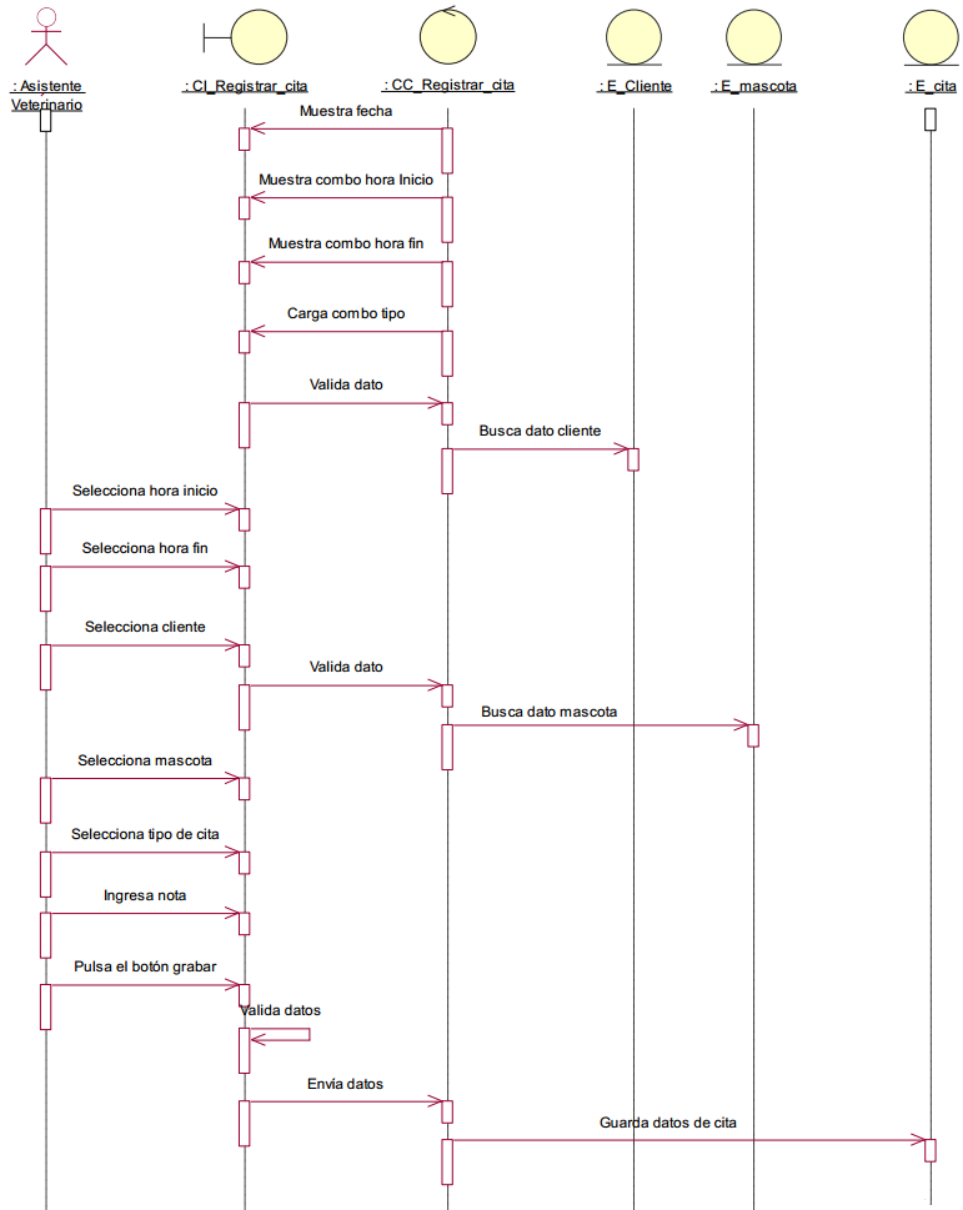 : Asistente
Veterinario
: CI_Registrar_cita
: CC_Registrar_cita
: E_Cliente
: E_mascota
: E_cita
Muestra fecha
Muestra combo hora Inicio
Muestra combo hora fin
Carga combo tipo
Valida dato
Busca dato cliente
Selecciona hora inicio
Selecciona hora fin
Selecciona cliente
Valida dato
Busca dato mascota
Selecciona mascota
Selecciona tipo de cita
Ingresa nota
Pulsa el botón grabar
Valida datos
Envía datos
Guarda datos de cita